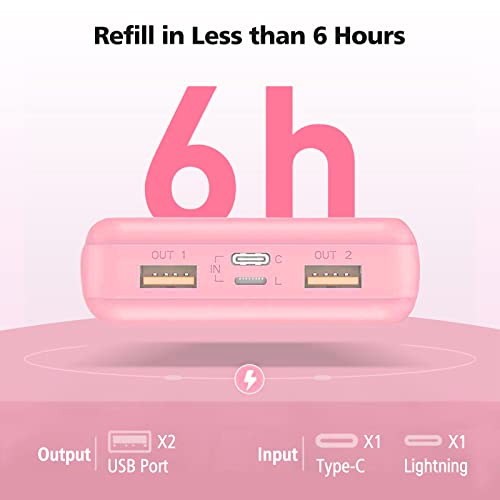 Refill in Less than 6 Hours
6h
OUT 1
IN
C
L
OUT 2
Output
X2
USB Port
Input
X1
Type-C
X1
Lightning